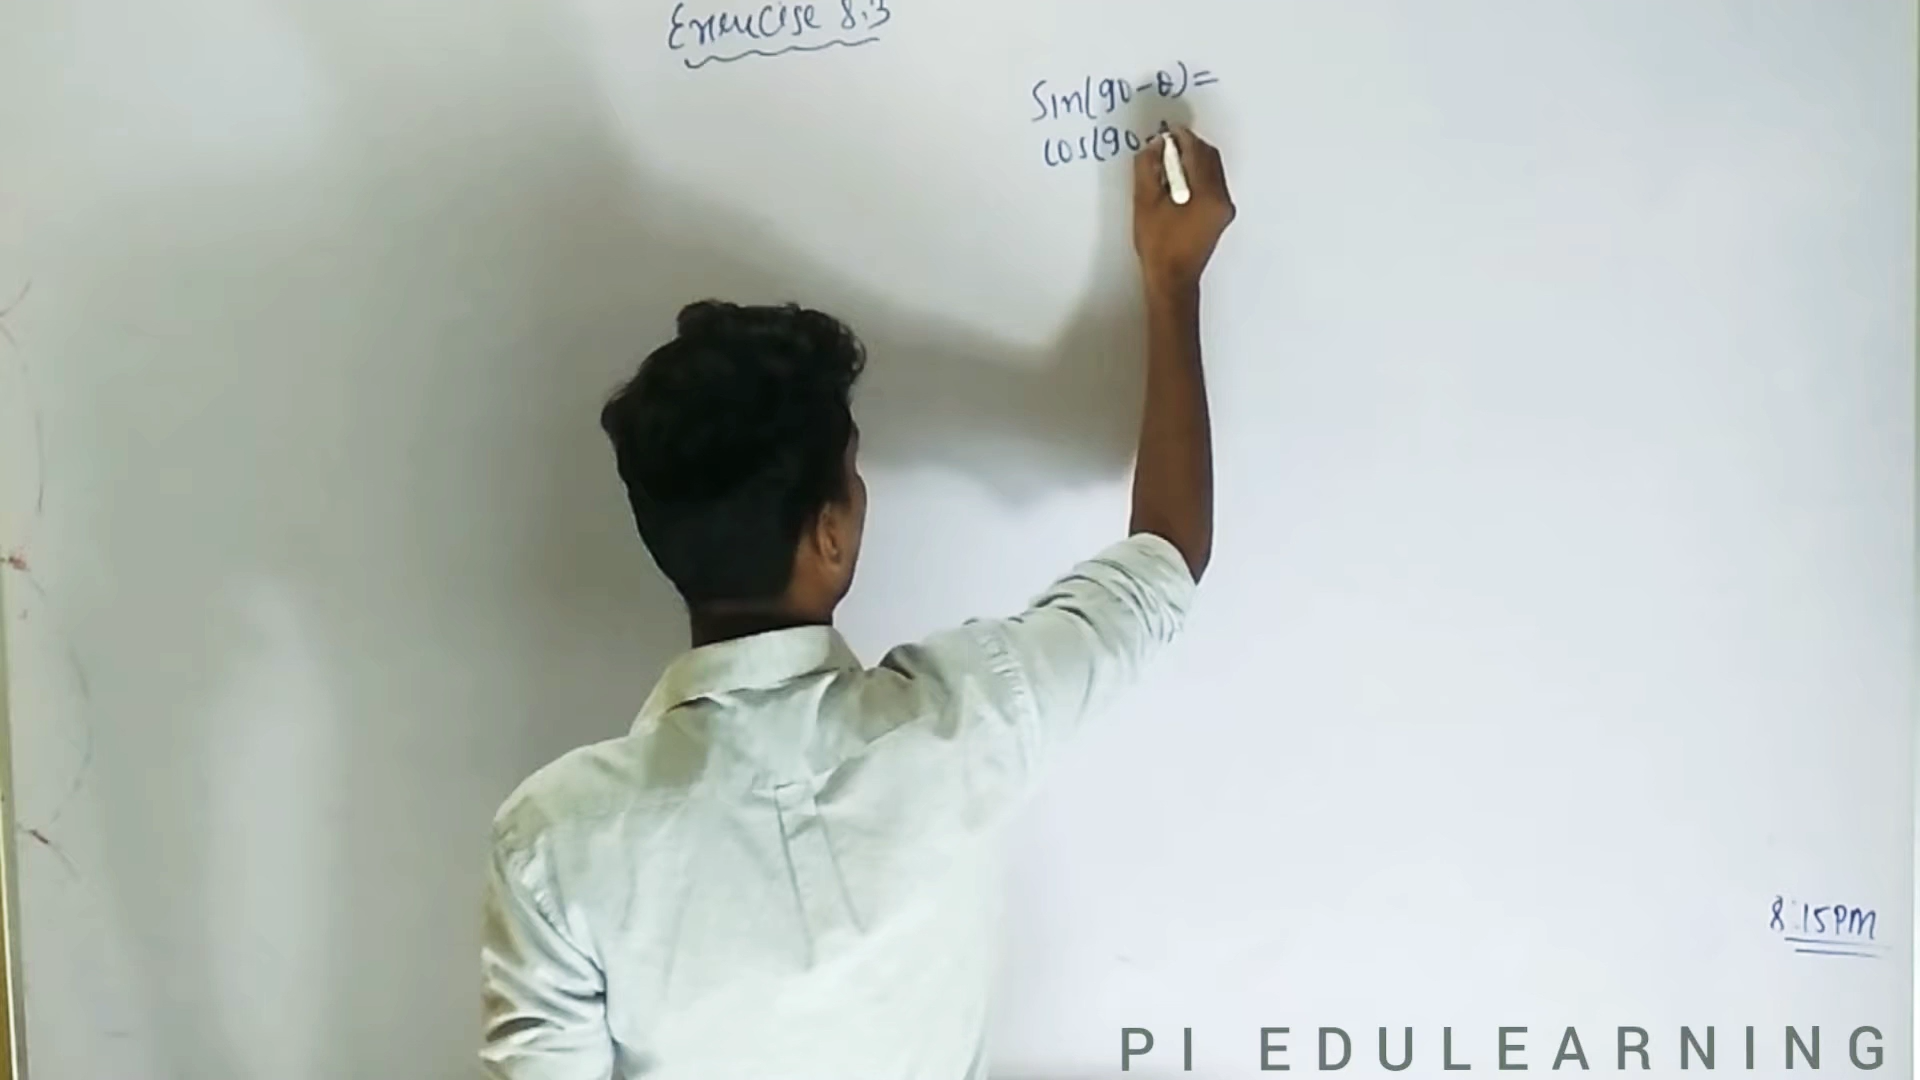 Exercise 8.3
Sin(90-θ)=
cos(90-
8:15PM
PI EDULEARNING